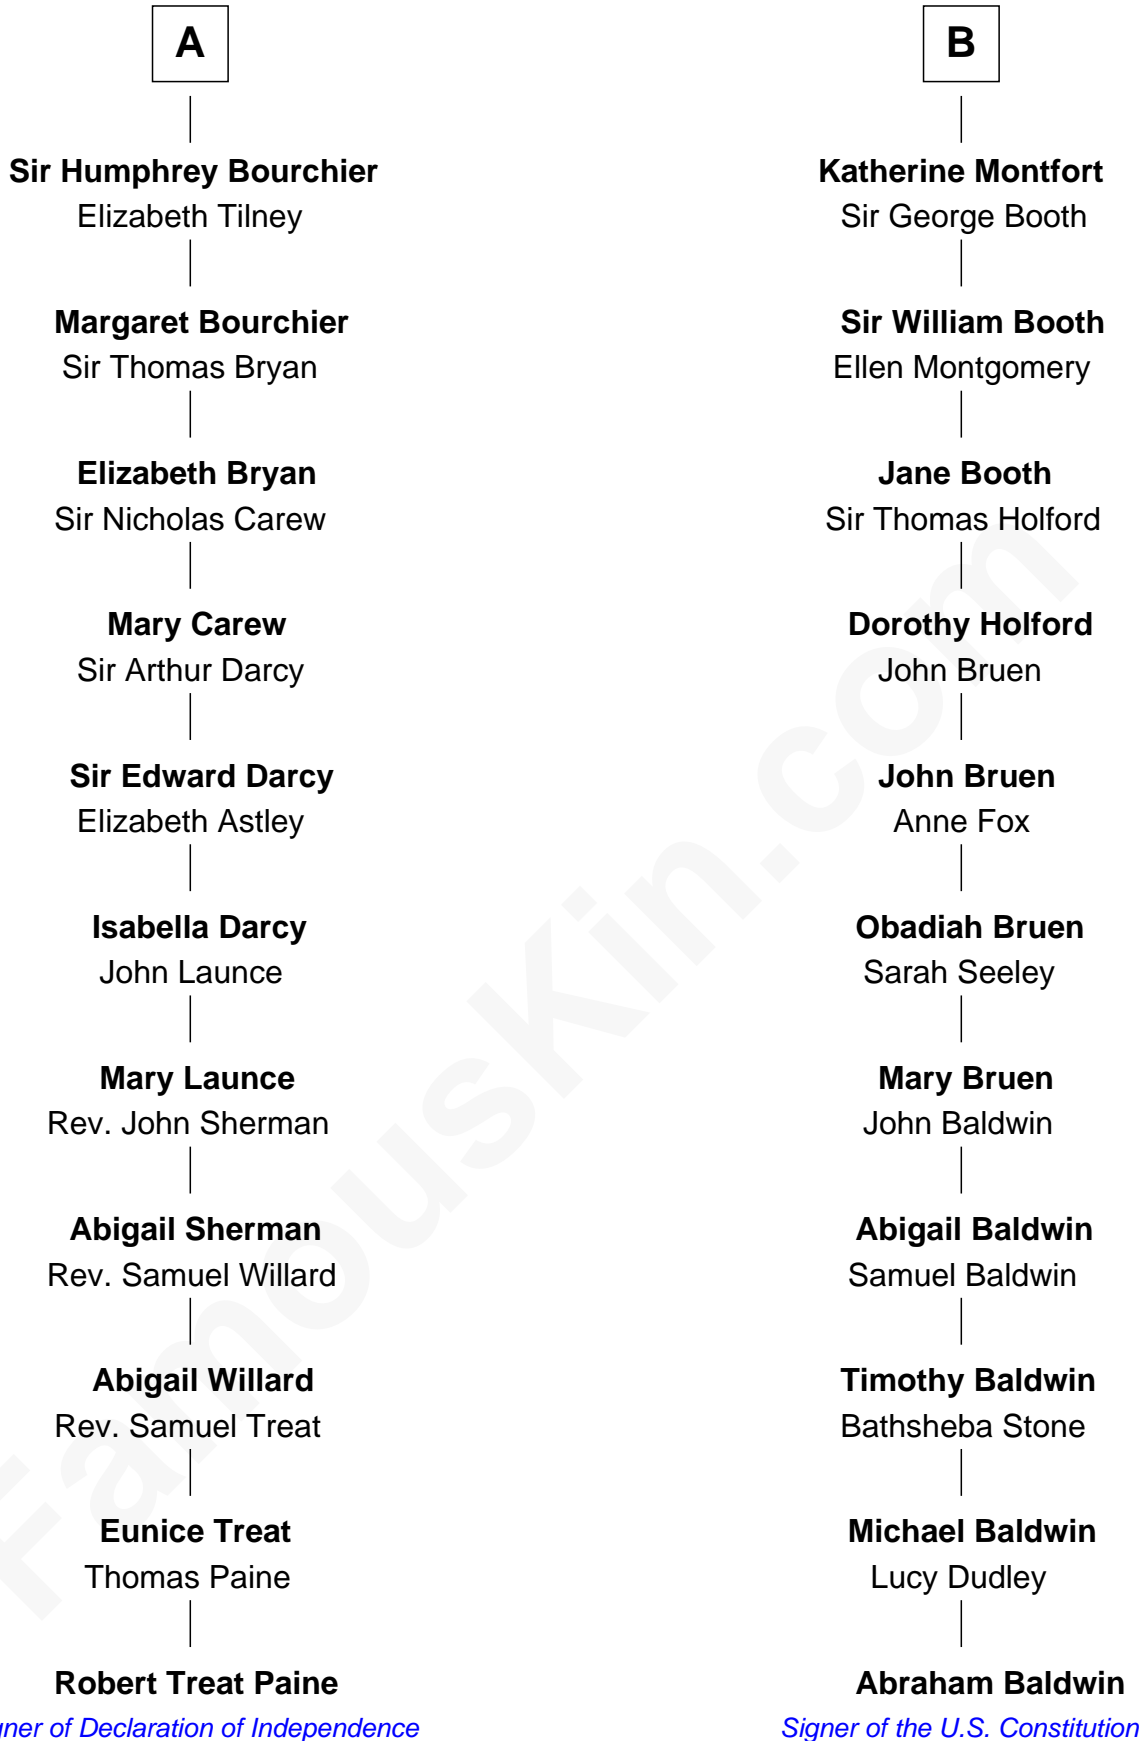 A
Sir Humphrey Bourchier
Elizabeth Tilney
Margaret Bourchier
Sir Thomas Bryan
Elizabeth Bryan
Sir Nicholas Carew
Mary Carew
Sir Arthur Darcy
Sir Edward Darcy
Elizabeth Astley
Isabella Darcy
John Launce
Mary Launce
Rev. John Sherman
Abigail Sherman
Rev. Samuel Willard
Abigail Willard
Rev. Samuel Treat
Eunice Treat
Thomas Paine
Robert Treat Paine
gner of Declaration of Independence
B
Katherine Montfort
Sir George Booth
Sir William Booth
Ellen Montgomery
Jane Booth
Sir Thomas Holford
Dorothy Holford
John Bruen
John Bruen
Anne Fox
Obadiah Bruen
Sarah Seeley
Mary Bruen
John Baldwin
Abigail Baldwin
Samuel Baldwin
Timothy Baldwin
Bathsheba Stone
Michael Baldwin
Lucy Dudley
Abraham Baldwin
Signer of the U.S. Constitution
FamousKin.com